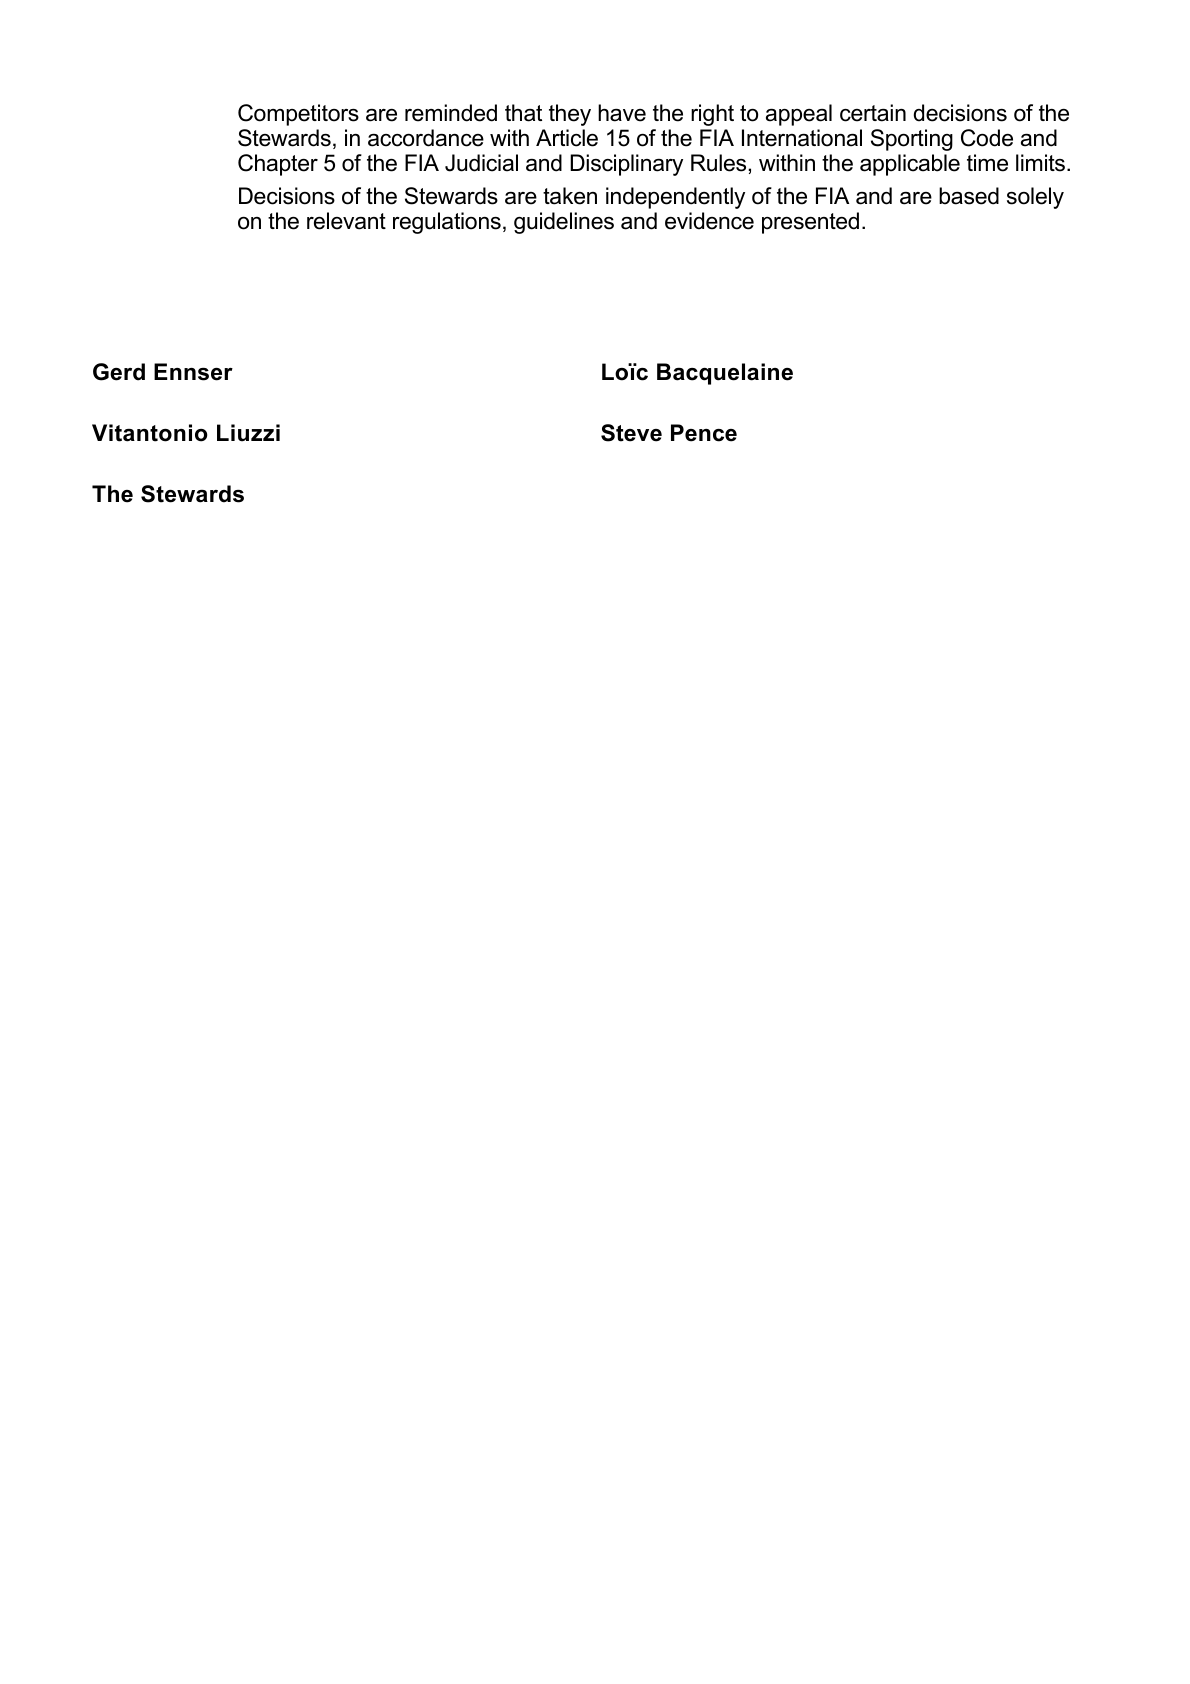 Competitors are reminded that they have the right to appeal certain decisions of the
Stewards, in accordance with Article 15 of the FIA International Sporting Code and
Chapter 5 of the FIA Judicial and Disciplinary Rules, within the applicable time limits.
Decisions of the Stewards are taken independently of the FIA and are based solely
on the relevant regulations, guidelines and evidence presented.
Gerd Ennser
Loïc Bacquelaine
Vitantonio Liuzzi
Steve Pence
The Stewards